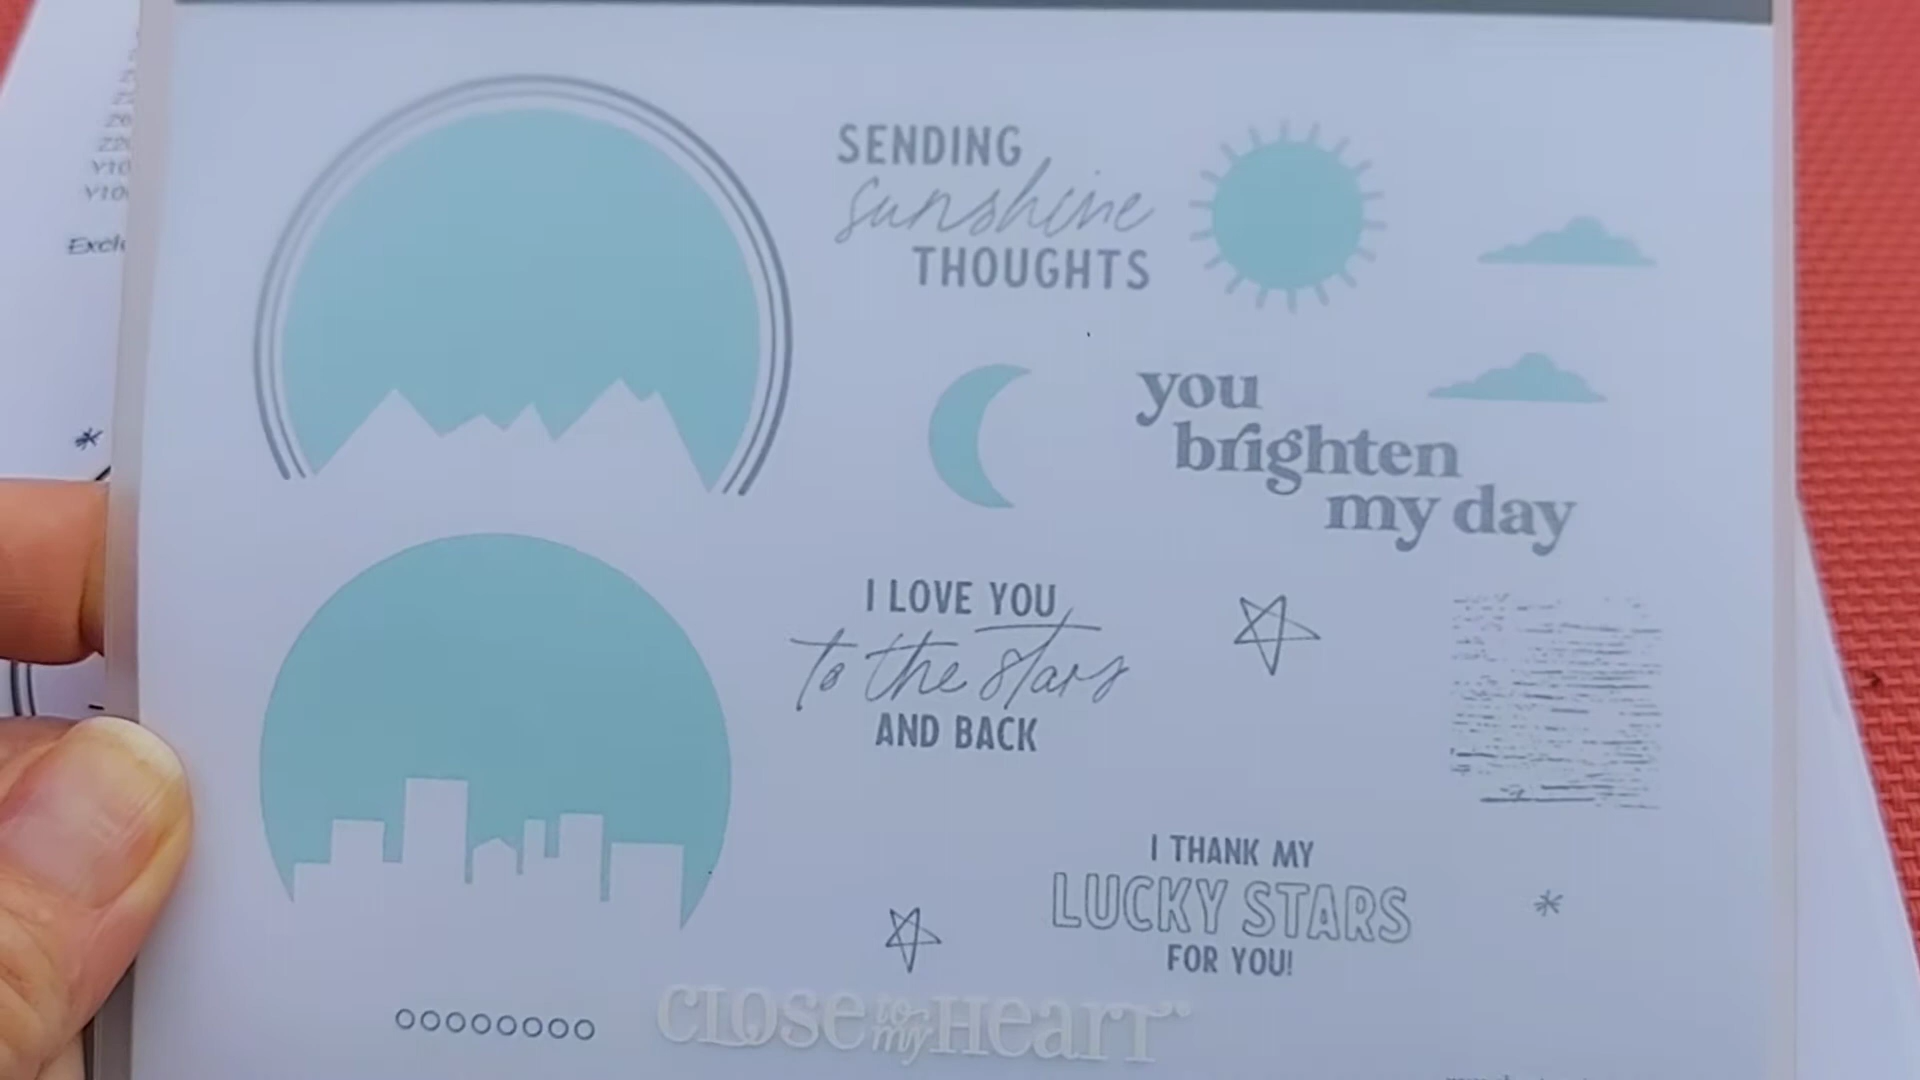 SENDING
sunshine
THOUGHTS
you
brighten
my day
I LOVE YOU
to the stars
AND BACK
I THANK MY
LUCKY STARS
FOR YOU!
CLOSE to my HEART